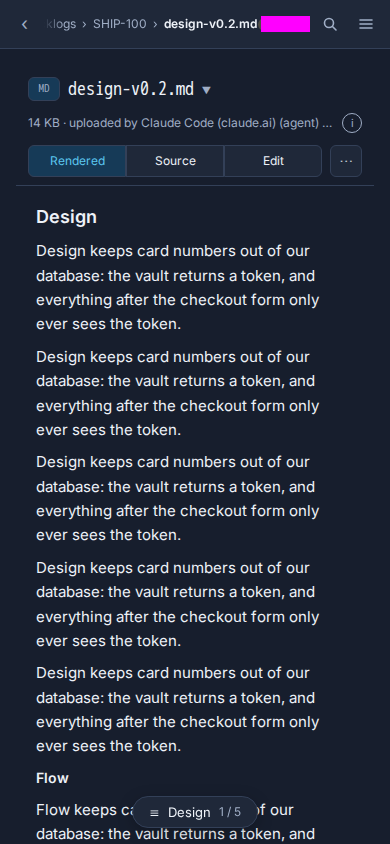 klogs › SHIP-100 › design-v0.2.md
MD design-v0.2.md ▼
14 KB · uploaded by Claude Code (claude.ai) (agent) ... i
Rendered Source Edit ...
Design
Design keeps card numbers out of our
database: the vault returns a token, and
everything after the checkout form only
ever sees the token.
Design keeps card numbers out of our
database: the vault returns a token, and
everything after the checkout form only
ever sees the token.
Design keeps card numbers out of our
database: the vault returns a token, and
everything after the checkout form only
ever sees the token.
Design keeps card numbers out of our
database: the vault returns a token, and
everything after the checkout form only
ever sees the token.
Design keeps card numbers out of our
database: the vault returns a token, and
everything after the checkout form only
ever sees the token.
Flow
Flow keeps of our
≡ Design 1 / 5
database: the vault returns a token, and